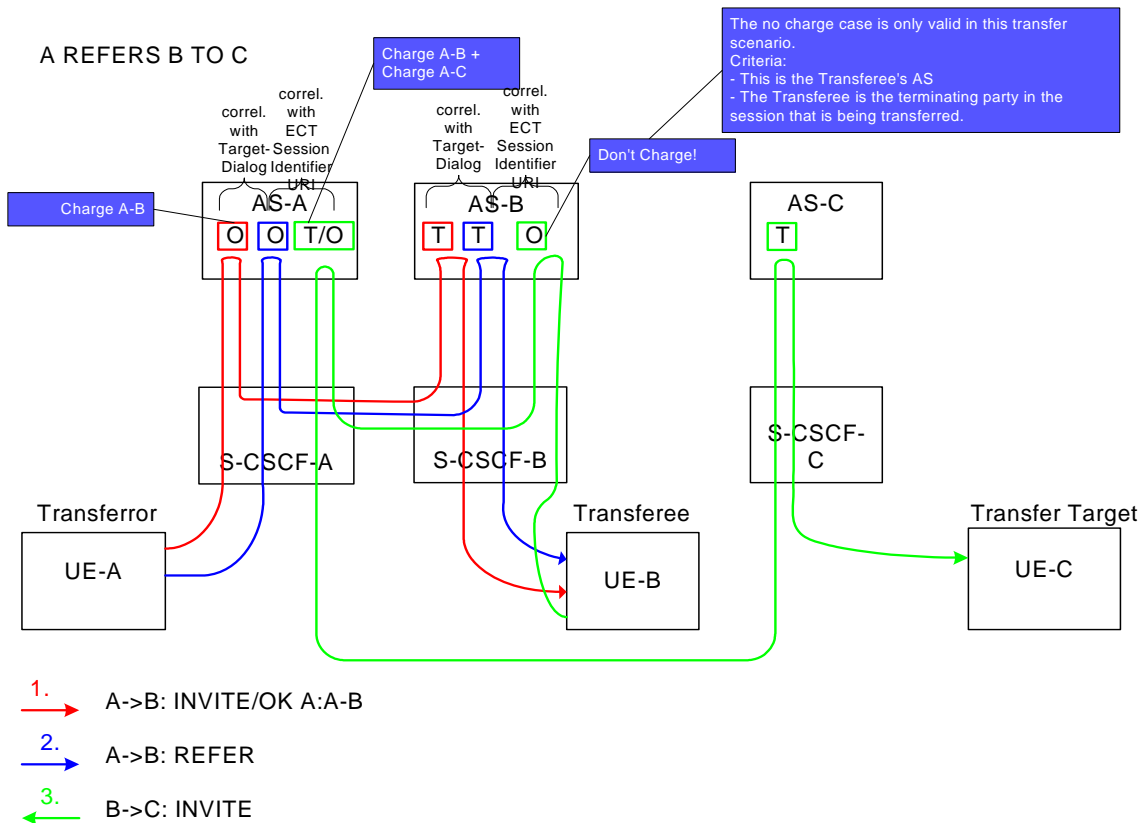 A REFERS B TO C
Charge A-B +
Charge A-C
The no charge case is only valid in this transfer
scenario.
Criteria:
- This is the Transferee's AS
- The Transferee is the terminating party in the
session that is being transferred.
correl.
with
Target-
Dialog
correl.
with
ECT
Session
Identifier
URI
correl.
with
Target-
Dialog
correl.
with
ECT
Session
Identifier
URI
Don't Charge!
Charge A-B
AS-A
O
O
T/O
AS-B
T
T
O
AS-C
T
S-CSCF-A
S-CSCF-B
S-CSCF-
C
Transferror
UE-A
Transferee
UE-B
Transfer Target
UE-C
1.
A->B: INVITE/OK A:A-B
2.
A->B: REFER
3.
B->C: INVITE